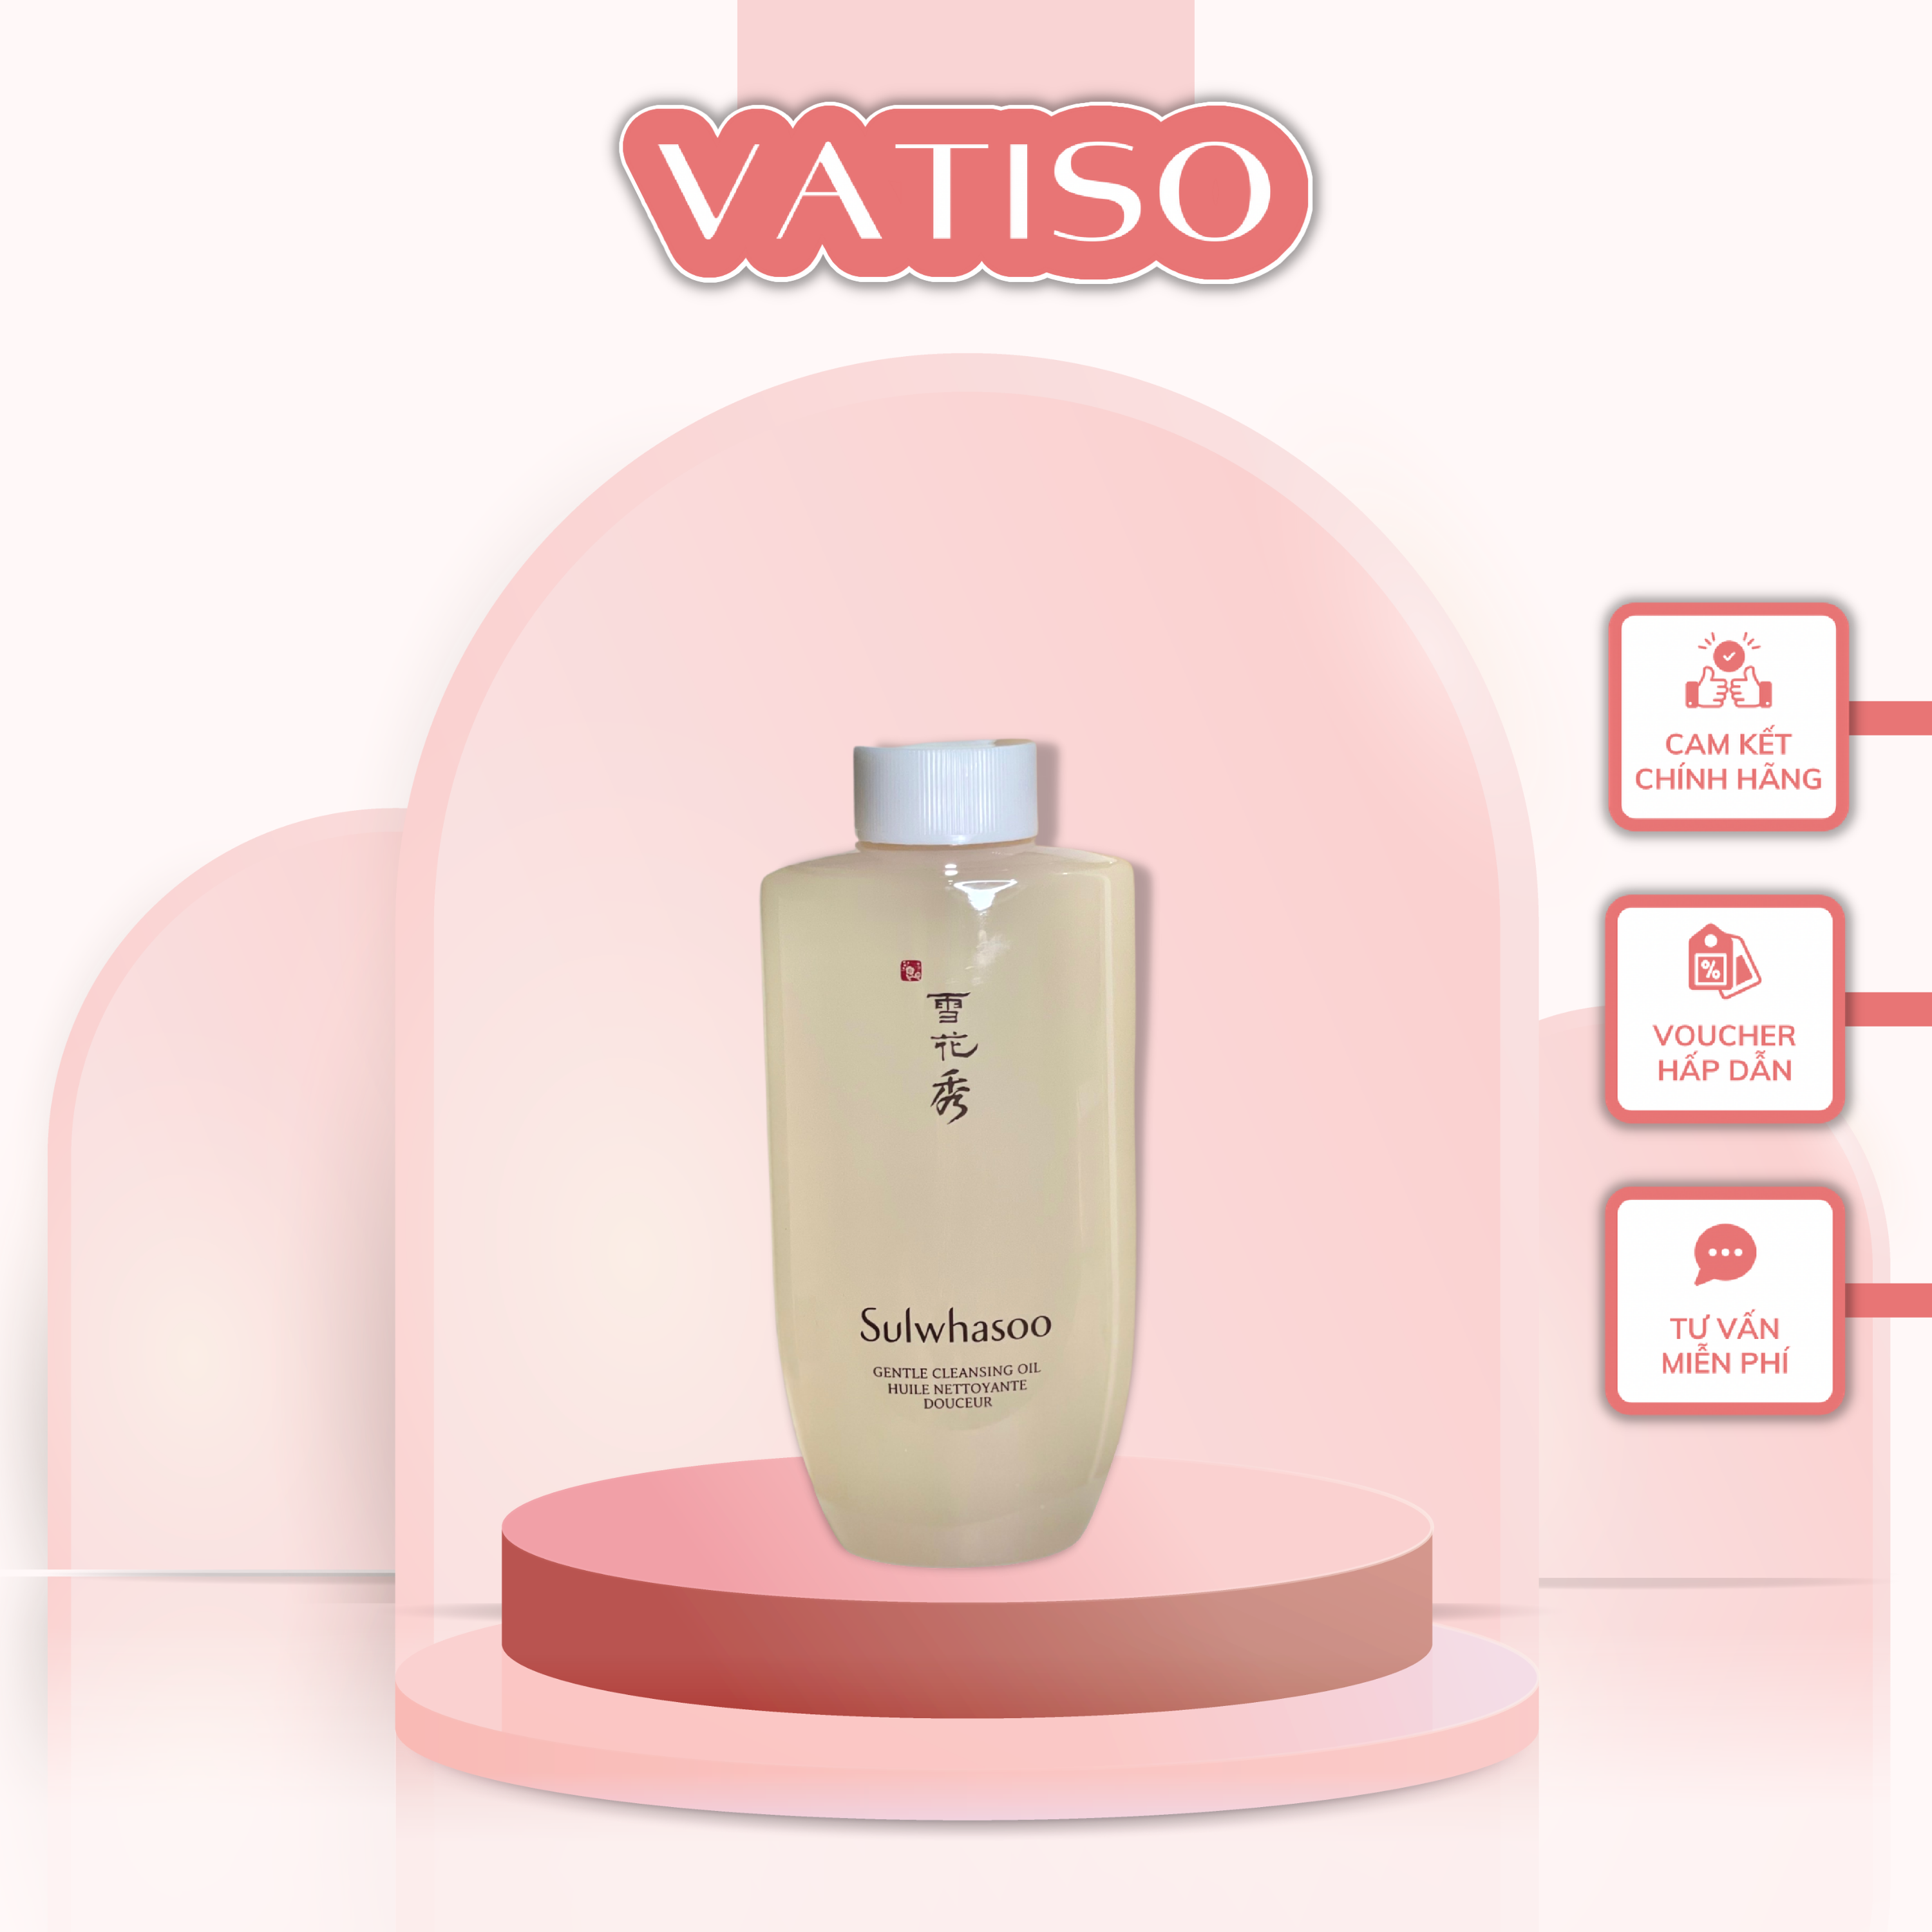 VATISO
CAM KẾT
CHÍNH HÃNG
VOUCHER
HẤP DẪN
TƯ VẤN
MIỄN PHÍ
雪
花
秀
Sulwhasoo
GENTLE CLEANSING OIL
HUILE NETTOYANTE
DOUCEUR